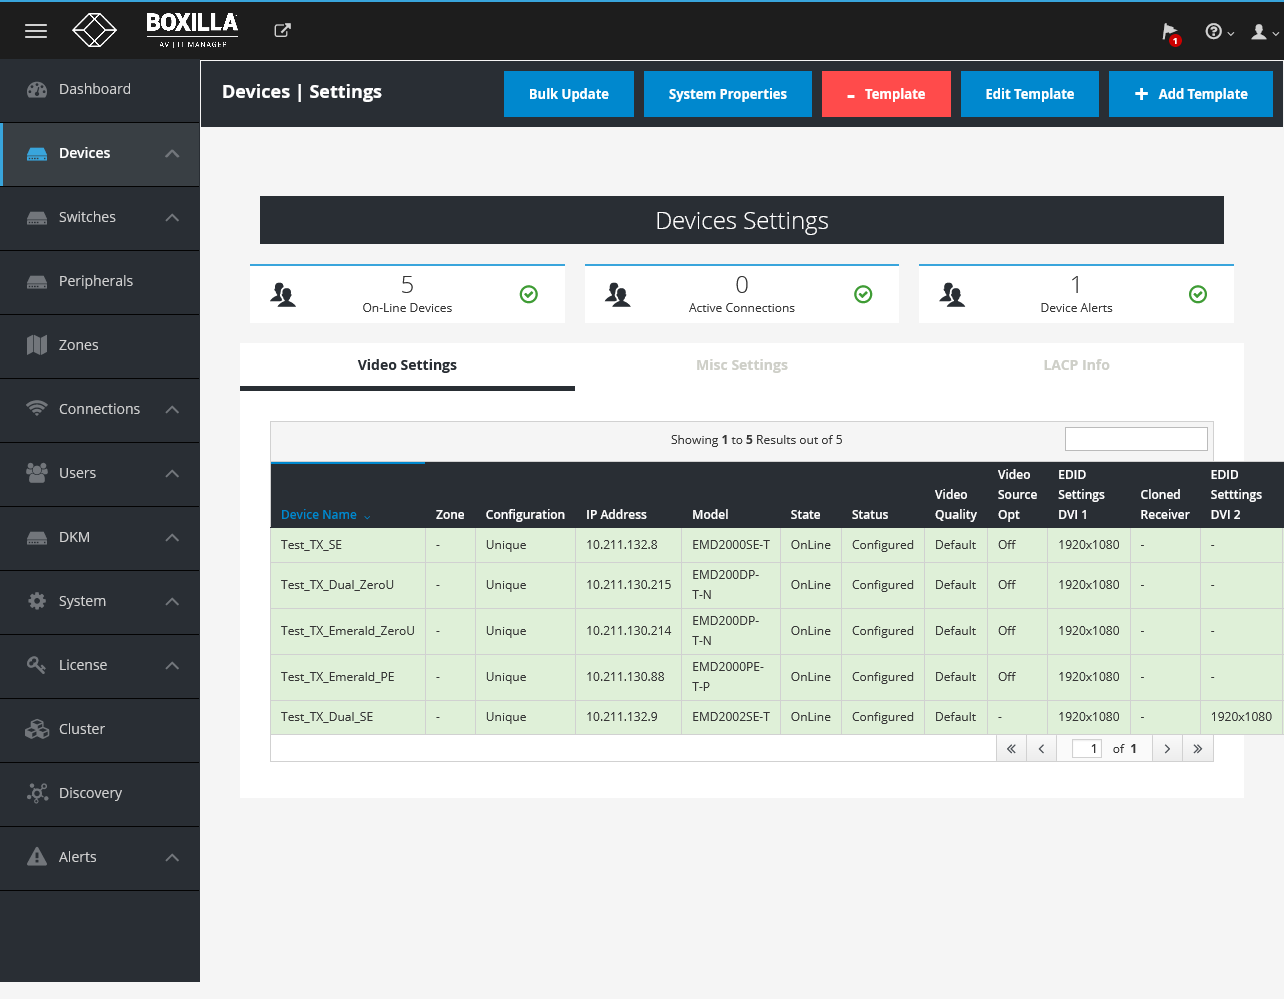 BOXILLA
AV | IT MANAGER
1
Dashboard
Devices
Switches
Peripherals
Zones
Connections
Users
DKM
System
License
Cluster
Discovery
Alerts
Devices | Settings
Bulk Update
System Properties
- Template
Edit Template
+ Add Template
Devices Settings
5
On-Line Devices
0
Active Connections
1
Device Alerts
Video Settings
Misc Settings
LACP Info
Showing 1 to 5 Results out of 5
Device Name Zone Configuration IP Address Model State Status Video Quality Video Source Opt EDID Settings DVI 1 Cloned Receiver EDID Setttings DVI 2
Test_TX_SE - Unique 10.211.132.8 EMD2000SE-T OnLine Configured Default Off 1920x1080 - -
Test_TX_Dual_ZeroU - Unique 10.211.130.215 EMD200DP-T-N OnLine Configured Default Off 1920x1080 - -
Test_TX_Emerald_ZeroU - Unique 10.211.130.214 EMD200DP-T-N OnLine Configured Default Off 1920x1080 - -
Test_TX_Emerald_PE - Unique 10.211.130.88 EMD2000PE-T-P OnLine Configured Default Off 1920x1080 - -
Test_TX_Dual_SE - Unique 10.211.132.9 EMD2002SE-T OnLine Configured Default - 1920x1080 - 1920x1080
« ‹ 1 of 1 › »